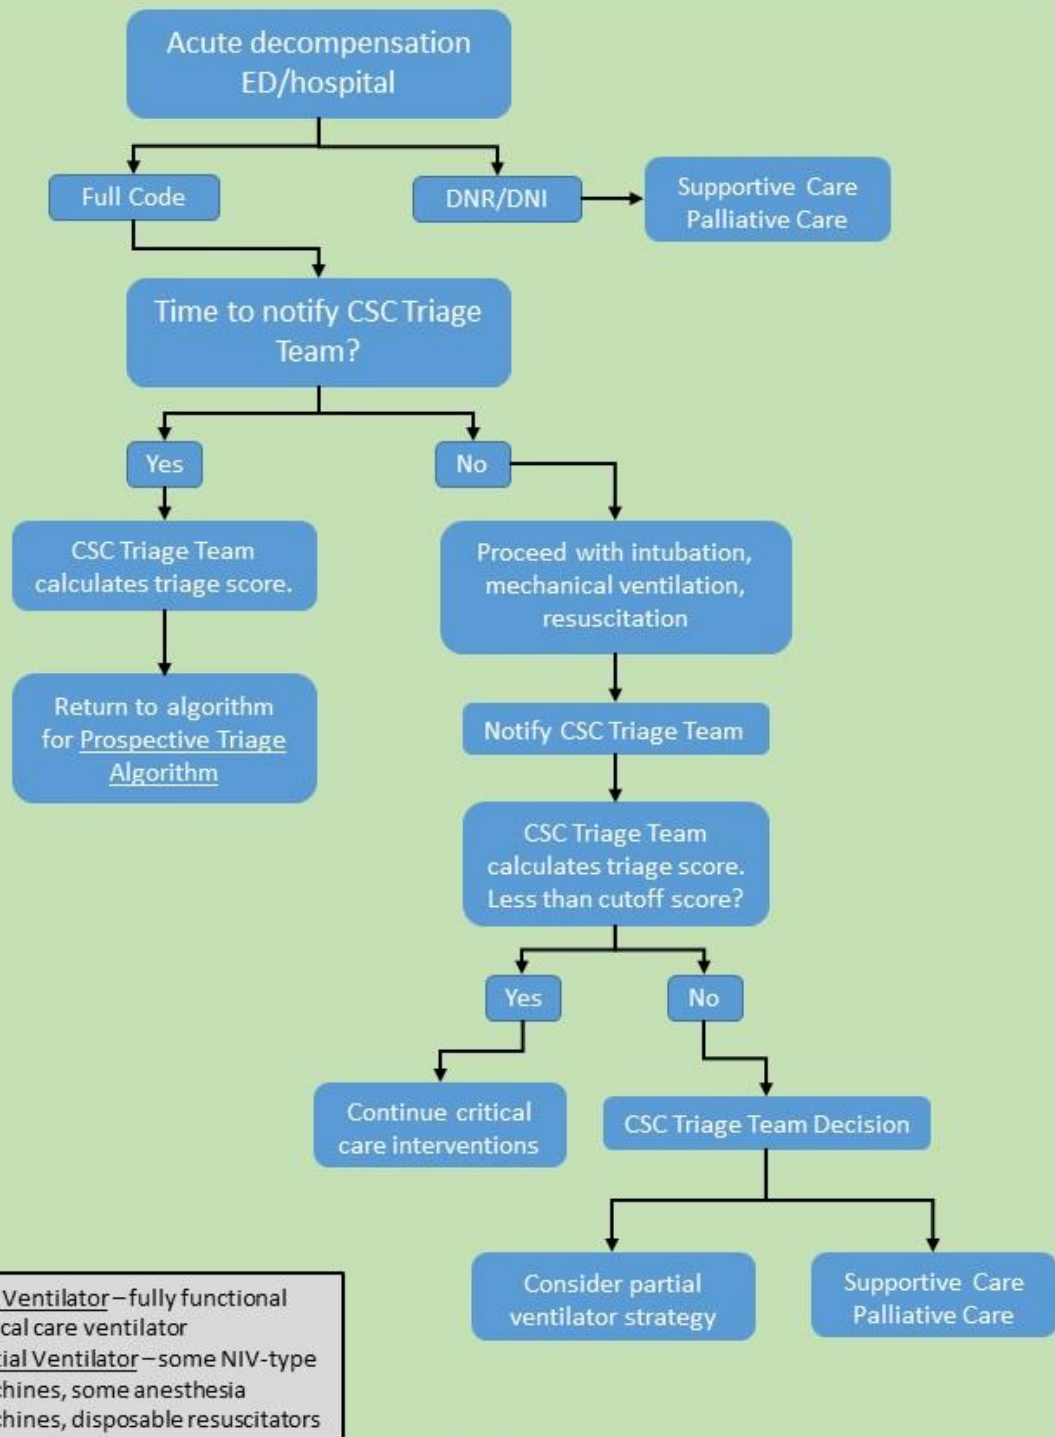 Acute decompensation
ED/hospital
Full Code
DNR/DNI
Supportive Care
Palliative Care
Time to notify CSC Triage
Team?
Yes
No
CSC Triage Team
calculates triage score.
Proceed with intubation,
mechanical ventilation,
resuscitation
Return to algorithm
for Prospective Triage
Algorithm
Notify CSC Triage Team
CSC Triage Team
calculates triage score.
Less than cutoff score?
Yes
No
Continue critical
care interventions
CSC Triage Team Decision
Consider partial
ventilator strategy
Supportive Care
Palliative Care
Ventilator – fully functional
cal care ventilator
ial Ventilator – some NIV-type
hines, some anesthesia
hines, disposable resuscitators